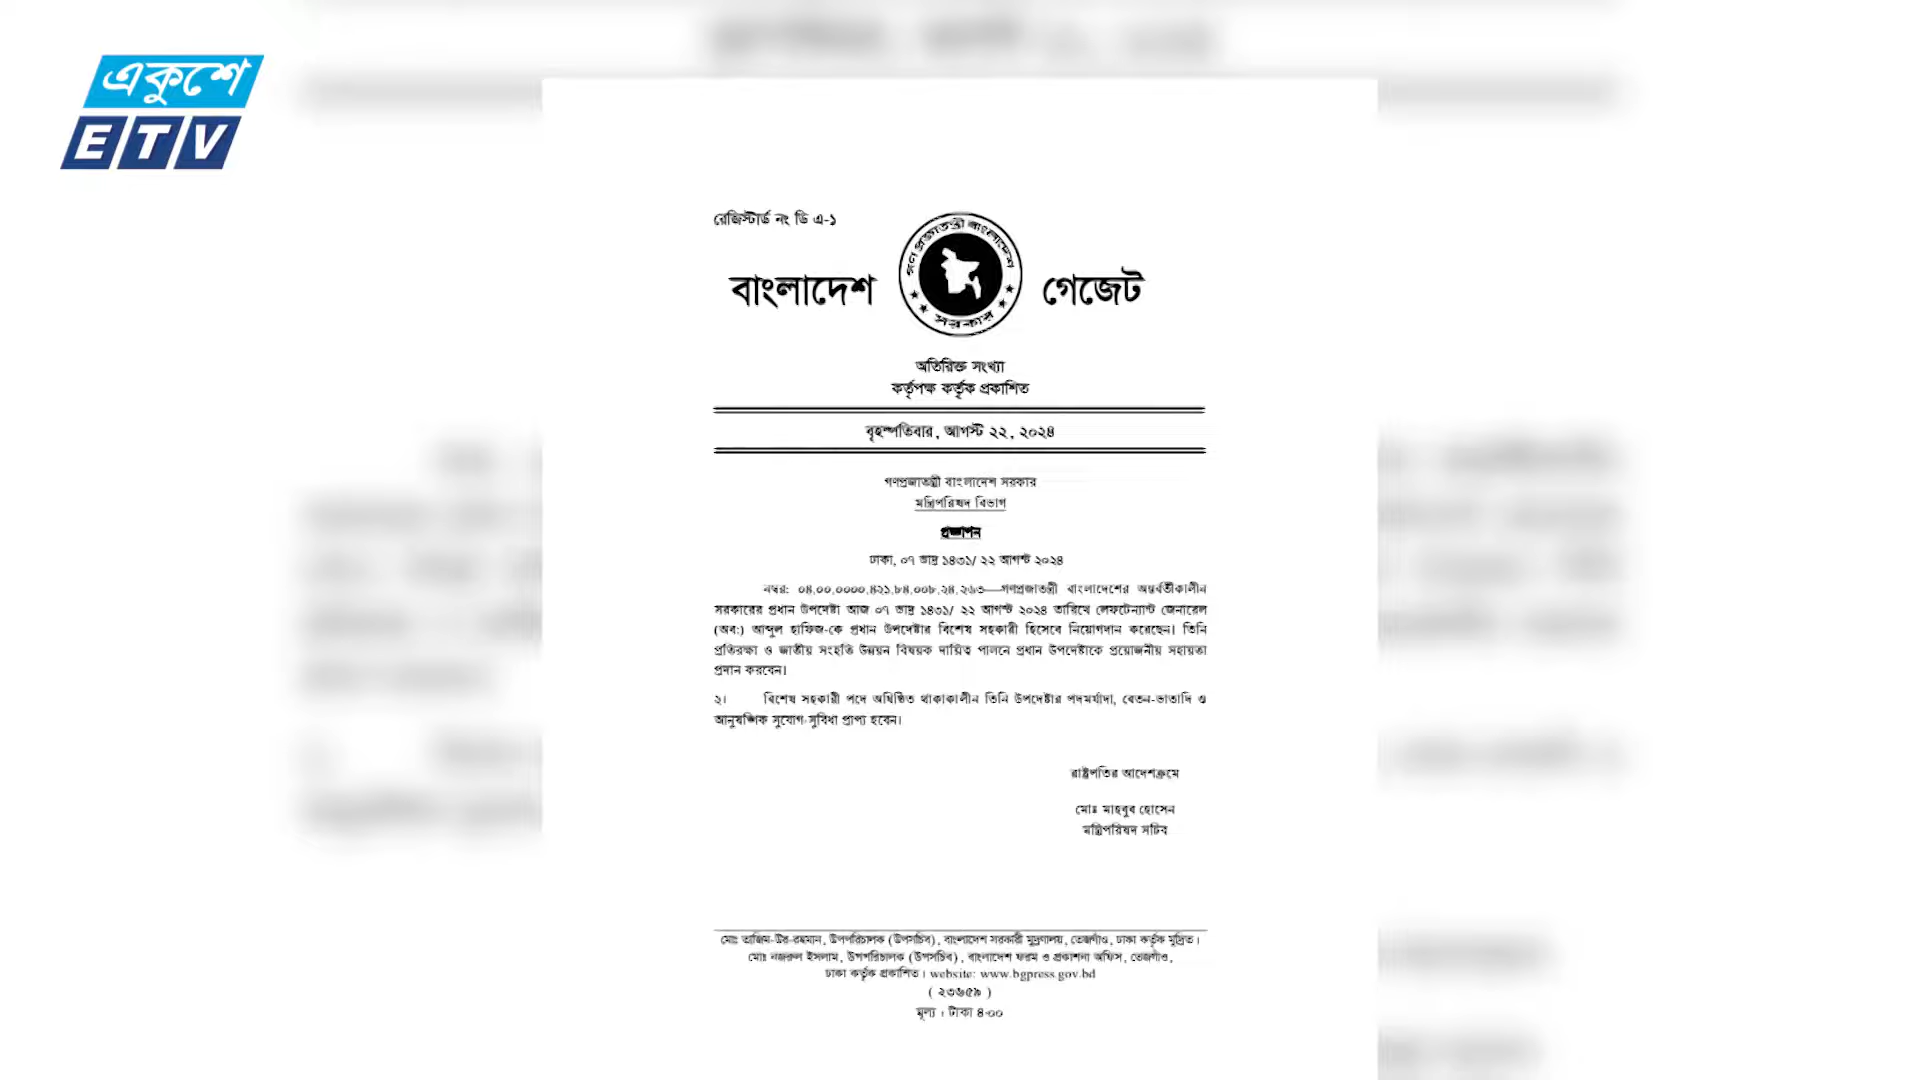 একুশে
ETV
রেজিস্টার্ড নং ডি এ-১
গণপ্রজাতন্ত্রী বাংলাদেশ
সরকার
বাংলাদেশ গেজেট
অতিরিক্ত সংখ্যা
কর্তৃপক্ষ কর্তৃক প্রকাশিত
বৃহস্পতিবার, আগস্ট ২২, ২০২৪
গণপ্রজাতন্ত্রী বাংলাদেশ সরকার
মন্ত্রিপরিষদ বিভাগ
প্রজ্ঞাপন
ঢাকা, ০৭ ভাদ্র ১৪৩১/ ২২ আগস্ট ২০২৪
নম্বর: ০৪.০০.০০০০.৪২১.৮৪.০০৮.২৪.২৬৩—গণপ্রজাতন্ত্রী বাংলাদেশের অন্তর্বর্তীকালীন
সরকারের প্রধান উপদেষ্টা আজ ০৭ ভাদ্র ১৪৩১/ ২২ আগস্ট ২০২৪ তারিখে লেফটেন্যান্ট জেনারেল
(অব:) আব্দুল হাফিজ-কে প্রধান উপদেষ্টার বিশেষ সহকারী হিসেবে নিয়োগদান করেছেন। তিনি
প্রতিরক্ষা ও জাতীয় সংহতি উন্নয়ন বিষয়ক দায়িত্ব পালনে প্রধান উপদেষ্টাকে প্রয়োজনীয় সহায়তা
প্রদান করবেন।
২। বিশেষ সহকারী পদে অধিষ্ঠিত থাকাকালীন তিনি উপদেষ্টার পদমর্যাদা, বেতন-ভাতাদি ও
আনুষঙ্গিক সুযোগ-সুবিধা প্রাপ্য হবেন।
রাষ্ট্রপতির আদেশক্রমে
মোঃ মাহবুব হোসেন
মন্ত্রিপরিষদ সচিব
মোঃ তাজিম-উর-রহমান, উপপরিচালক (উপসচিব), বাংলাদেশ সরকারী মুদ্রণালয়, তেজগাঁও, ঢাকা কর্তৃক মুদ্রিত।
মোঃ নজরুল ইসলাম, উপপরিচালক (উপসচিব), বাংলাদেশ ফরম ও প্রকাশনা অফিস, তেজগাঁও,
ঢাকা কর্তৃক প্রকাশিত। website: www.bgpress.gov.bd
( ২৩৬৫৯ )
মূল্য : টাকা ৪.০০